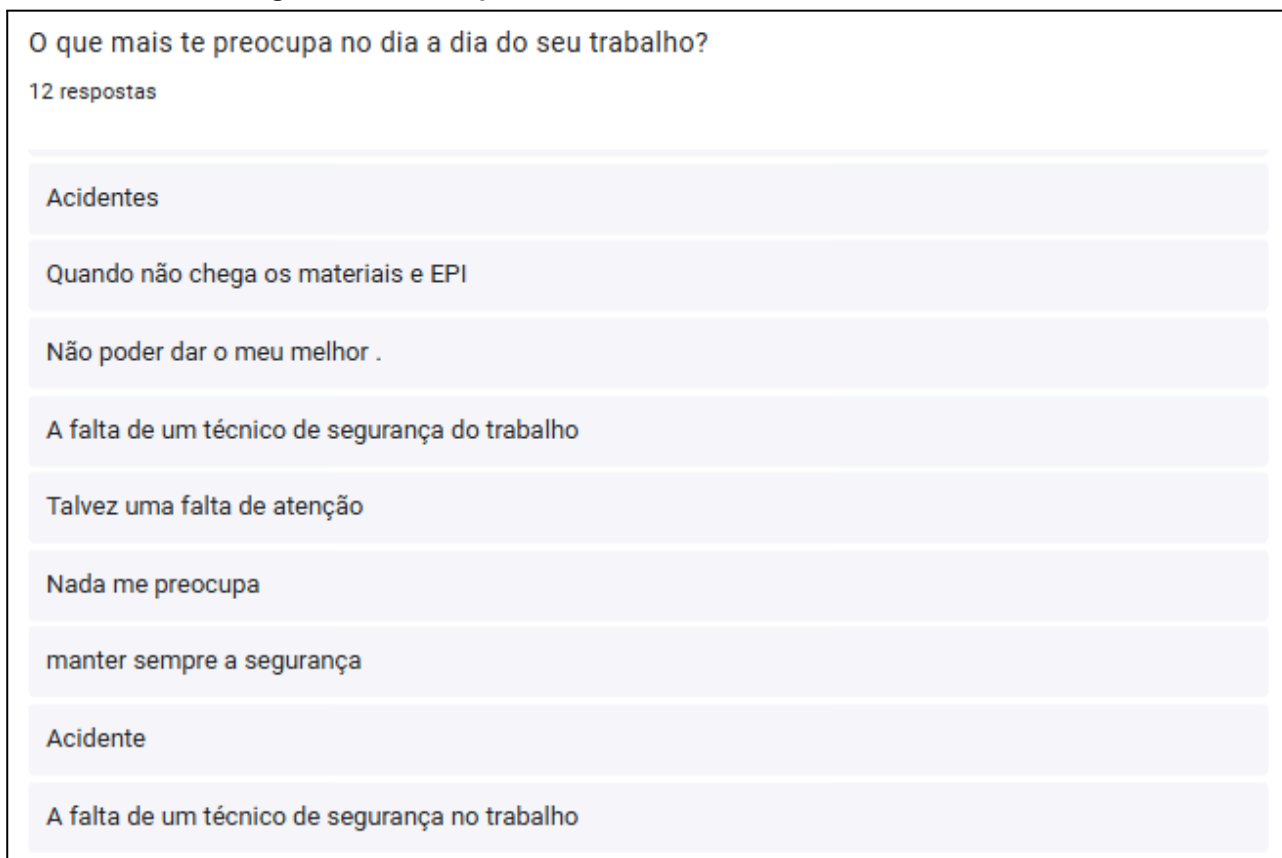 O que mais te preocupa no dia a dia do seu trabalho?
12 respostas
Acidentes
Quando não chega os materiais e EPI
Não poder dar o meu melhor .
A falta de um técnico de segurança do trabalho
Talvez uma falta de atenção
Nada me preocupa
manter sempre a segurança
Acidente
A falta de um técnico de segurança no trabalho